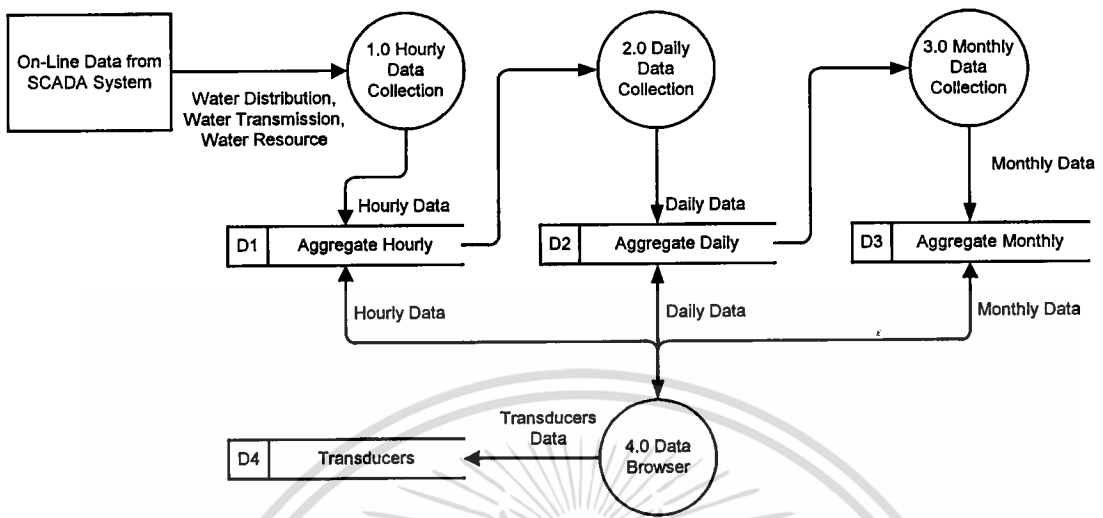 On-Line Data from
SCADA System
Water Distribution,
Water Transmission,
Water Resource
1.0 Hourly
Data
Collection
2.0 Daily
Data
Collection
3.0 Monthly
Data
Collection
Hourly Data
Daily Data
Monthly Data
D1 Aggregate Hourly
D2 Aggregate Daily
D3 Aggregate Monthly
Hourly Data
Daily Data
Monthly Data
Transducers
Data
D4 Transducers
4.0 Data
Browser